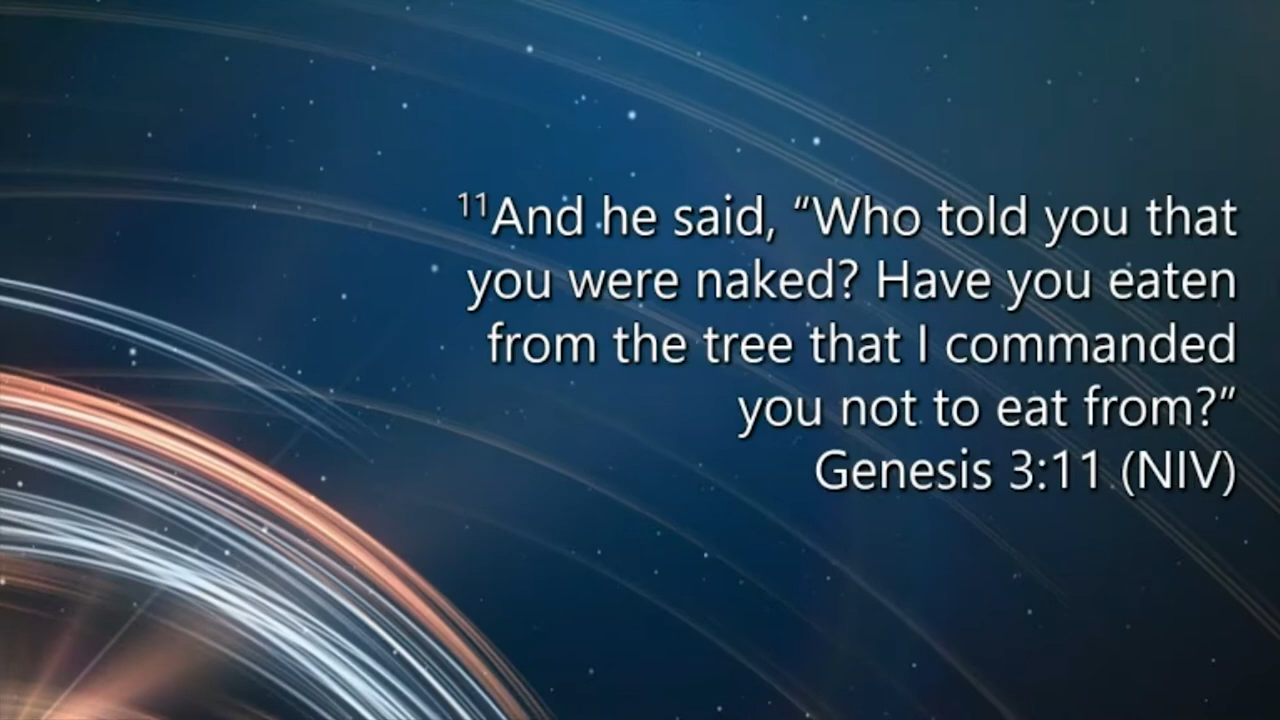 ¹¹And he said, “Who told you that
you were naked? Have you eaten
from the tree that I commanded
you not to eat from?”
Genesis 3:11 (NIV)